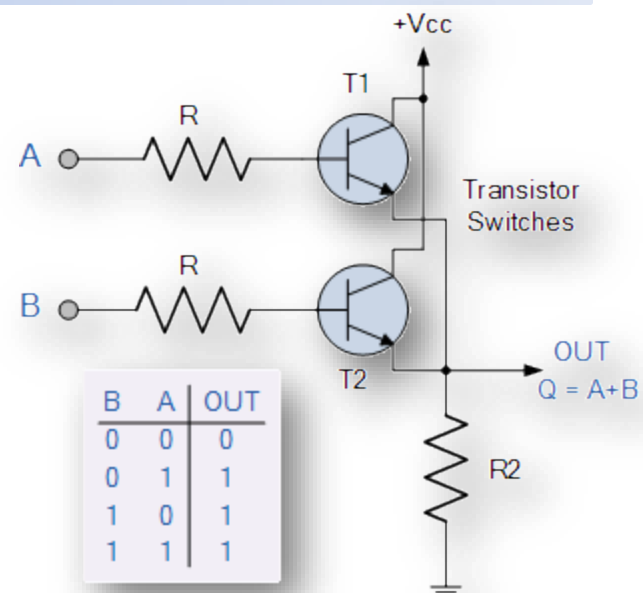 +Vcc
T1
R
A
Transistor
Switches
R
B
T2
OUT
Q = A+B
R2
B A OUT
0 0 0
0 1 1
1 0 1
1 1 1